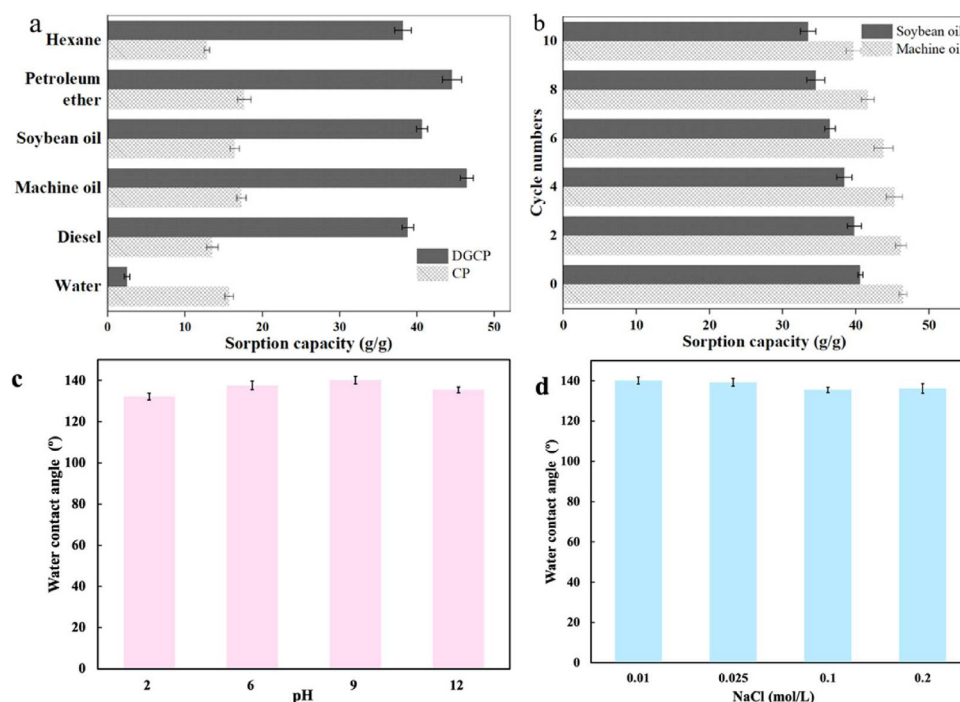 a
Hexane
Petroleum
ether
Soybean oil
Machine oil
Diesel
Water
DGCP
CP
0 10 20 30 40 50
Sorption capacity (g/g)
b
Soybean oil
Machine oil
10
8
6
4
2
0
Cycle numbers
0 10 20 30 40 50
Sorption capacity (g/g)
c
140
120
100
80
60
40
20
0
Water contact angle (°)
2 6 9 12
pH
d
140
120
100
80
60
40
20
0
Water contact angle (°)
0.01 0.025 0.1 0.2
NaCl (mol/L)